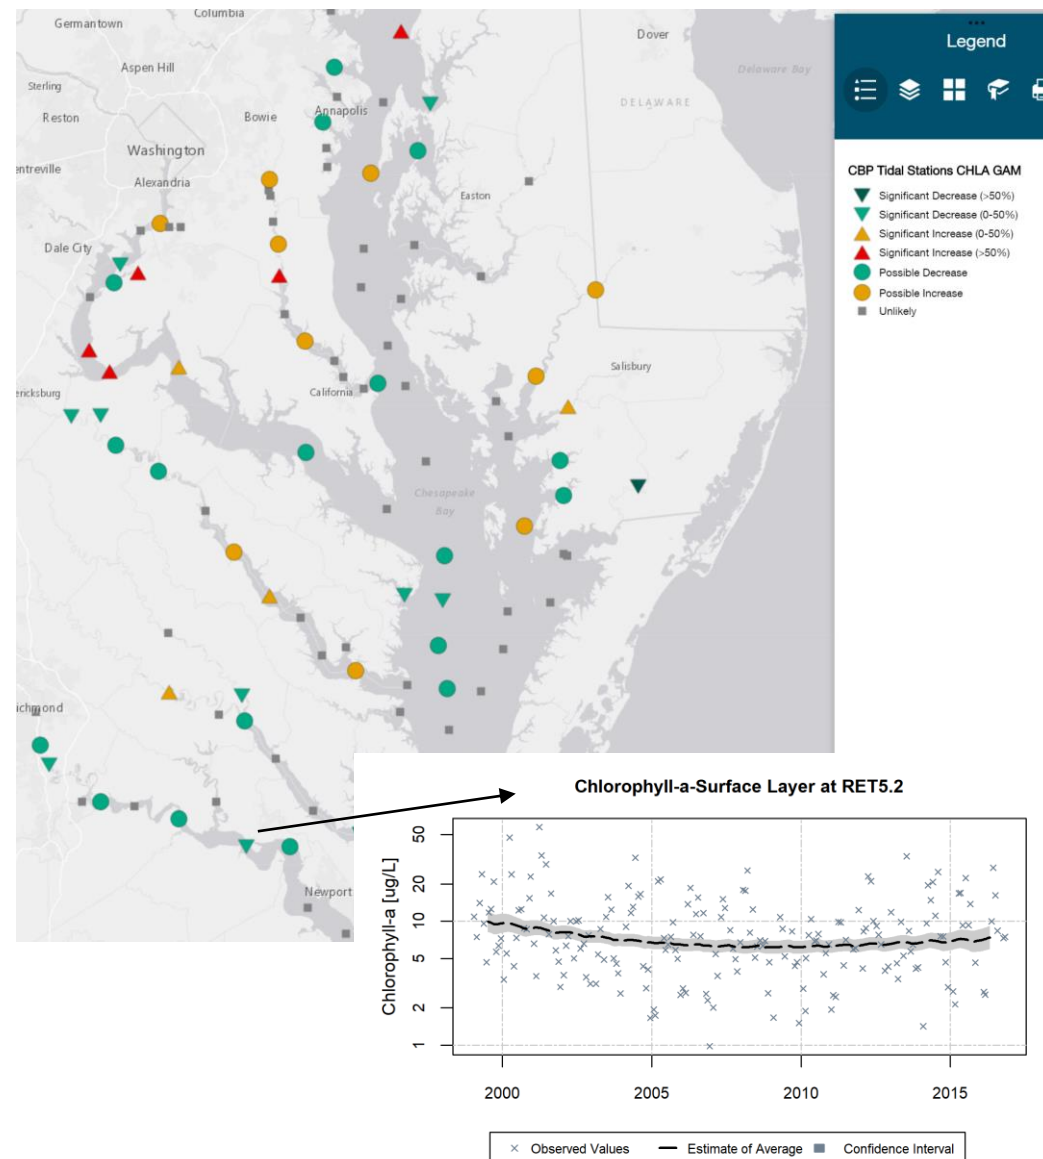 Germantown
Columbia
Aspen Hill
Sterling
Reston
Bowie
Annapolis
Washington
entreville
Alexandria
Dale City
Easton
Dover
Delaware Bay
DELAWARE
Salisbury
ericksburg
California
Chesapeake
Bay
ichmond
Newport
Legend
CBP Tidal Stations CHLA GAM
Significant Decrease (>50%)
Significant Decrease (0-50%)
Significant Increase (0-50%)
Significant Increase (>50%)
Possible Decrease
Possible Increase
Unlikely
Chlorophyll-a-Surface Layer at RET5.2
Chlorophyll-a [ug/L]
50
20
10
5
2
1
2000 2005 2010 2015
Observed Values Estimate of Average Confidence Interval